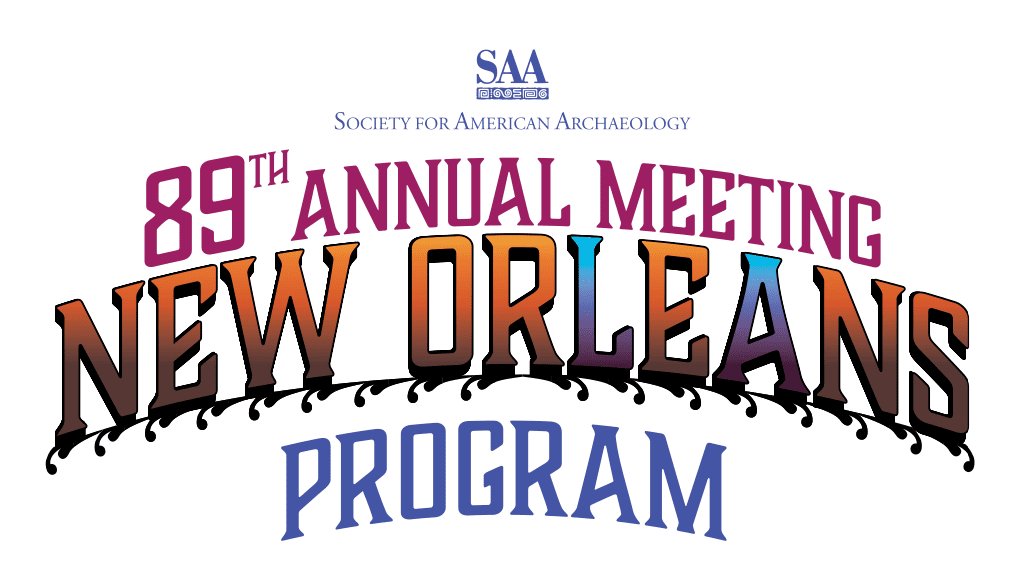 SAA
SOCIETY FOR AMERICAN ARCHAEOLOGY
89TH ANNUAL MEETING
NEW ORLEANS
PROGRAM